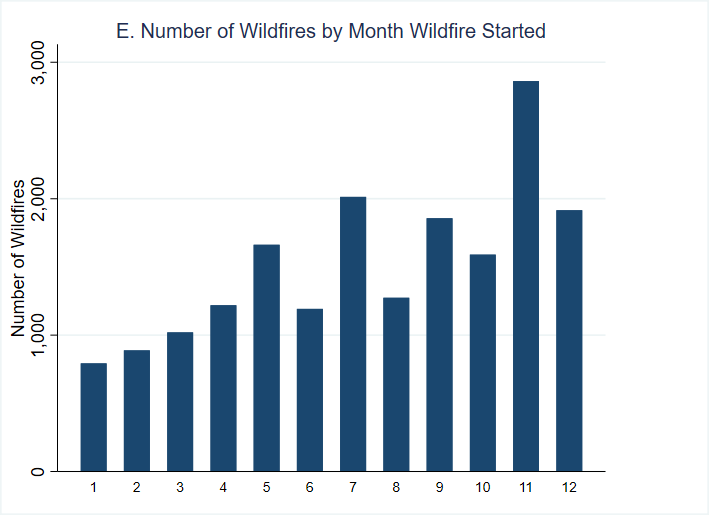 E. Number of Wildfires by Month Wildfire Started
Number of Wildfires
3,000
2,000
1,000
0
1 2 3 4 5 6 7 8 9 10 11 12